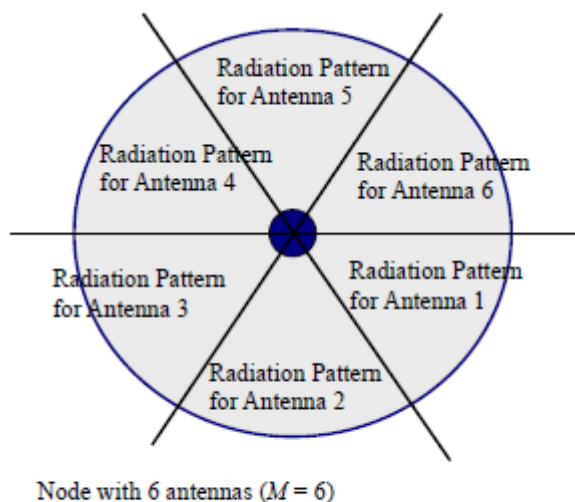 Radiation Pattern
for Antenna 5
Radiation Pattern
for Antenna 4
Radiation Pattern
for Antenna 6
Radiation Pattern
for Antenna 3
Radiation Pattern
for Antenna 1
Radiation Pattern
for Antenna 2
Node with 6 antennas (M = 6)